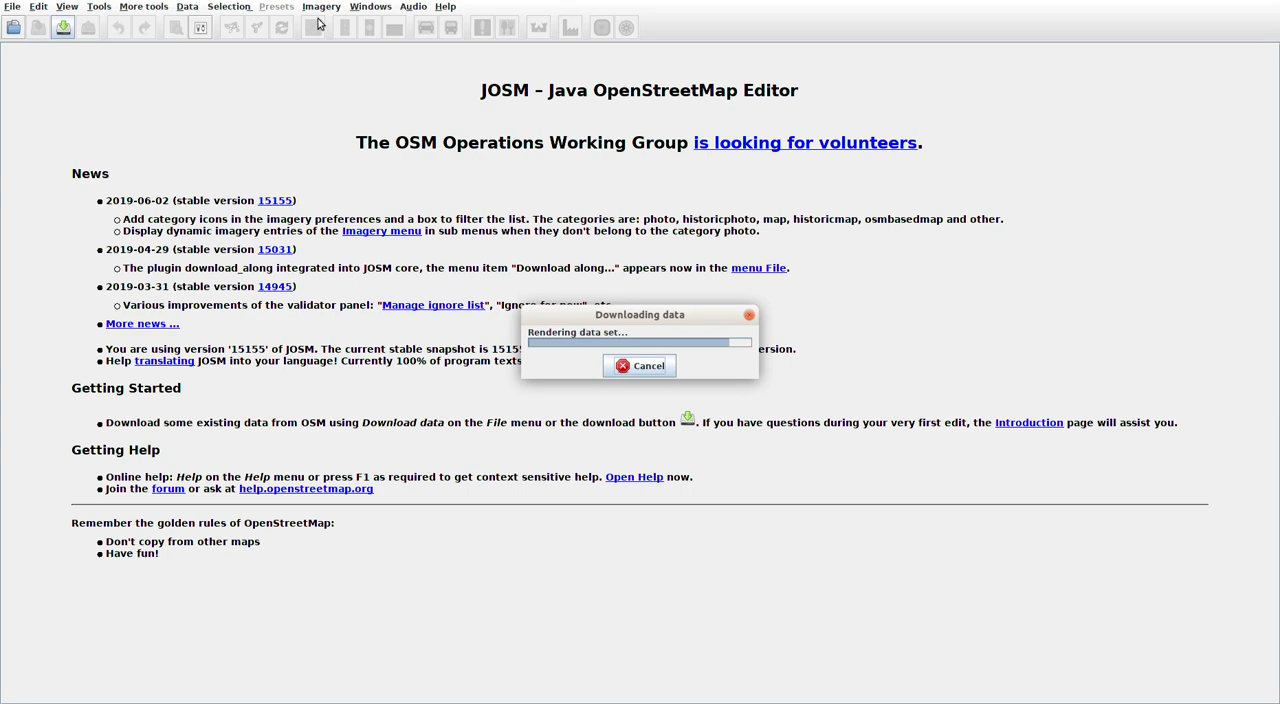 File Edit View Tools More tools Data Selection Presets Imagery Windows Audio Help
JOSM – Java OpenStreetMap Editor
The OSM Operations Working Group is looking for volunteers.
News
2019-06-02 (stable version 15155)
Add category icons in the imagery preferences and a box to filter the list. The categories are: photo, historicphoto, map, historicmap, osmbasedmap and other.
Display dynamic imagery entries of the Imagery menu in sub menus when they don't belong to the category photo.
2019-04-29 (stable version 15031)
The plugin download_along integrated into JOSM core, the menu item "Download along..." appears now in the menu File.
2019-03-31 (stable version 14945)
Various improvements of the validator panel: "Manage ignore list", "Ignore for now", etc.
More news ...
Downloading data
Rendering data set...
Cancel
You are using version '15155' of JOSM. The current stable snapshot is 1515 ersion.
Help translating JOSM into your language! Currently 100% of program texts
Getting Started
Download some existing data from OSM using Download data on the File menu or the download button . If you have questions during your very first edit, the Introduction page will assist you.
Getting Help
Online help: Help on the Help menu or press F1 as required to get context sensitive help. Open Help now.
Join the forum or ask at help.openstreetmap.org
Remember the golden rules of OpenStreetMap:
Don't copy from other maps
Have fun!